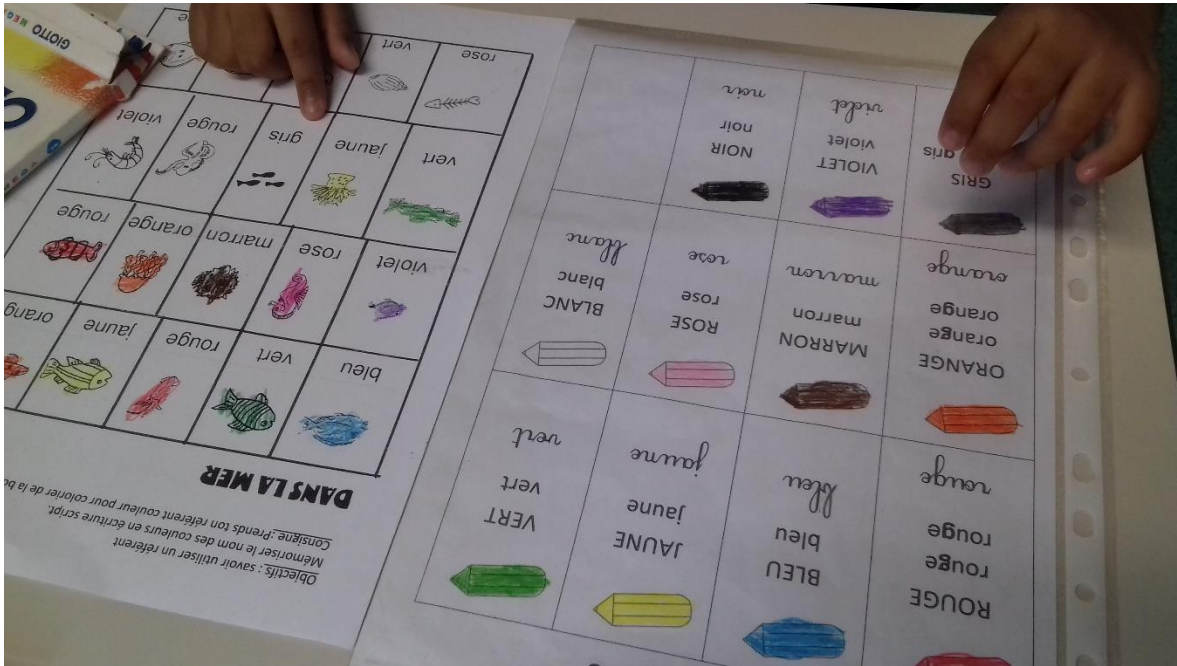 ROUGE
rouge
rouge
rouge
BLEU
bleu
bleu
JAUNE
jaune
jaune
VERT
vert
vert
ORANGE
orange
orange
orange
MARRON
marron
marron
ROSE
rose
rose
BLANC
blanc
blanc
GRIS
gris
VIOLET
violet
violet
NOIR
noir
noir
Objectifs : savoir utiliser un référent
Mémoriser le nom des couleurs en écriture script.
Consigne : Prends ton référent couleur pour colorier de la
DANS LA MER
bleu vert rouge jaune orang
violet rose marron orange rouge
vert jaune gris rouge violet
rose vert
GIOTTO